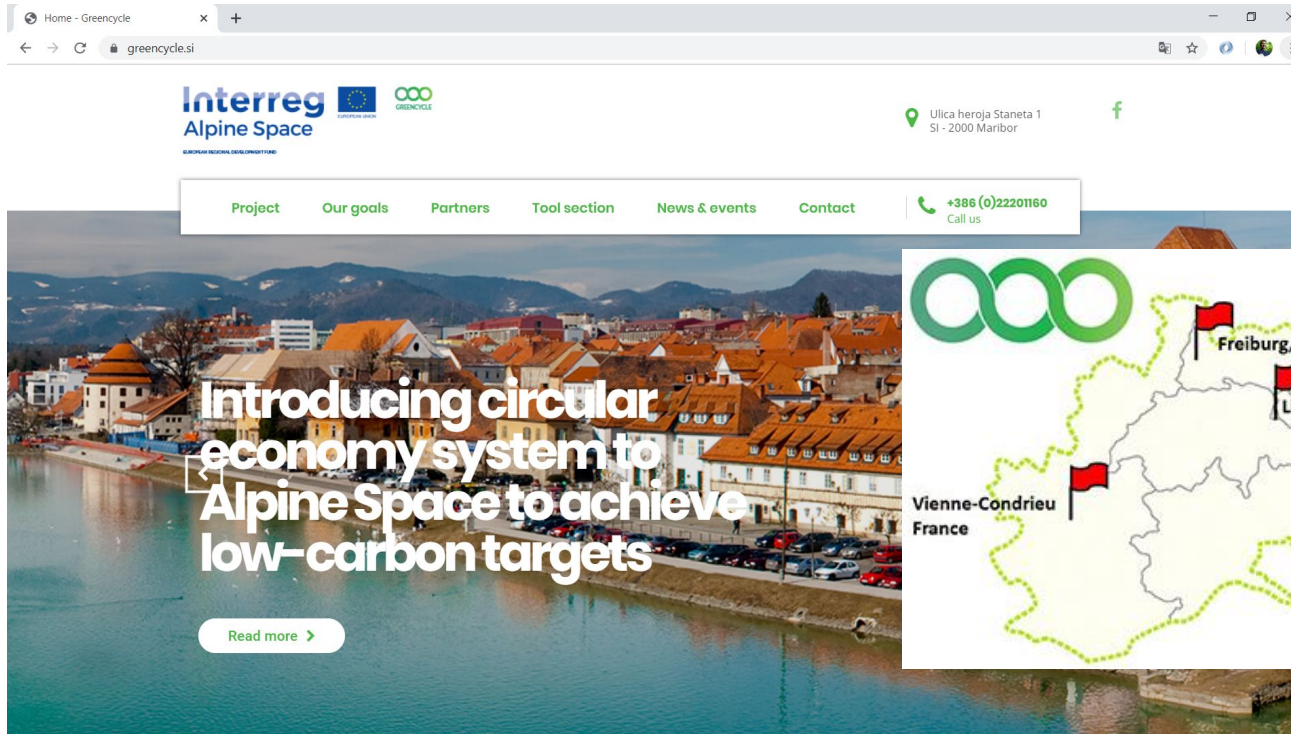 Home - Greencycle
greencycle.si
Interreg
Alpine Space
EUROPEAN UNION
GREENCYCLE
EUROPEAN REGIONAL DEVELOPMENT FUND
Ulica heroja Staneta 1
SI - 2000 Maribor
Project Our goals Partners Tool section News & events Contact
+386 (0)22201160
Call us
Introducing circular
economy system to
Alpine Space to achieve
low-carbon targets
Read more
Freiburg,
L
Vienne-Condrieu
France